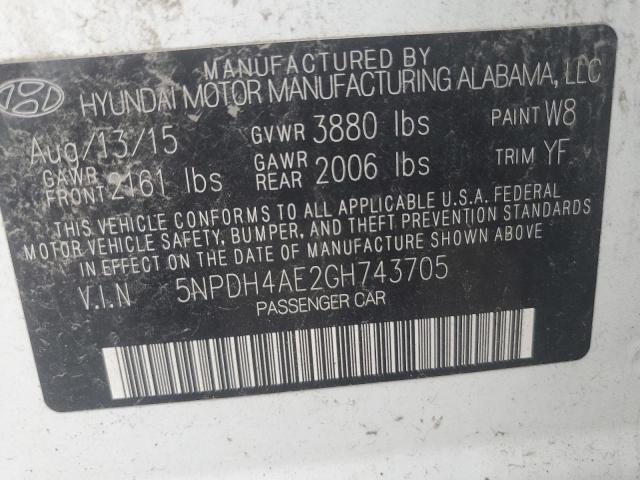 MANUFACTURED BY
HYUNDAI MOTOR MANUFACTURING ALABAMA, LLC
Aug/13/15 GVWR 3880 lbs PAINT W8
GAWR FRONT 2161 lbs GAWR REAR 2006 lbs TRIM YF
THIS VEHICLE CONFORMS TO ALL APPLICABLE U.S.A. FEDERAL
MOTOR VEHICLE SAFETY, BUMPER, AND THEFT PREVENTION STANDARDS
IN EFFECT ON THE DATE OF MANUFACTURE SHOWN ABOVE
V.I.N 5NPDH4AE2GH743705
PASSENGER CAR